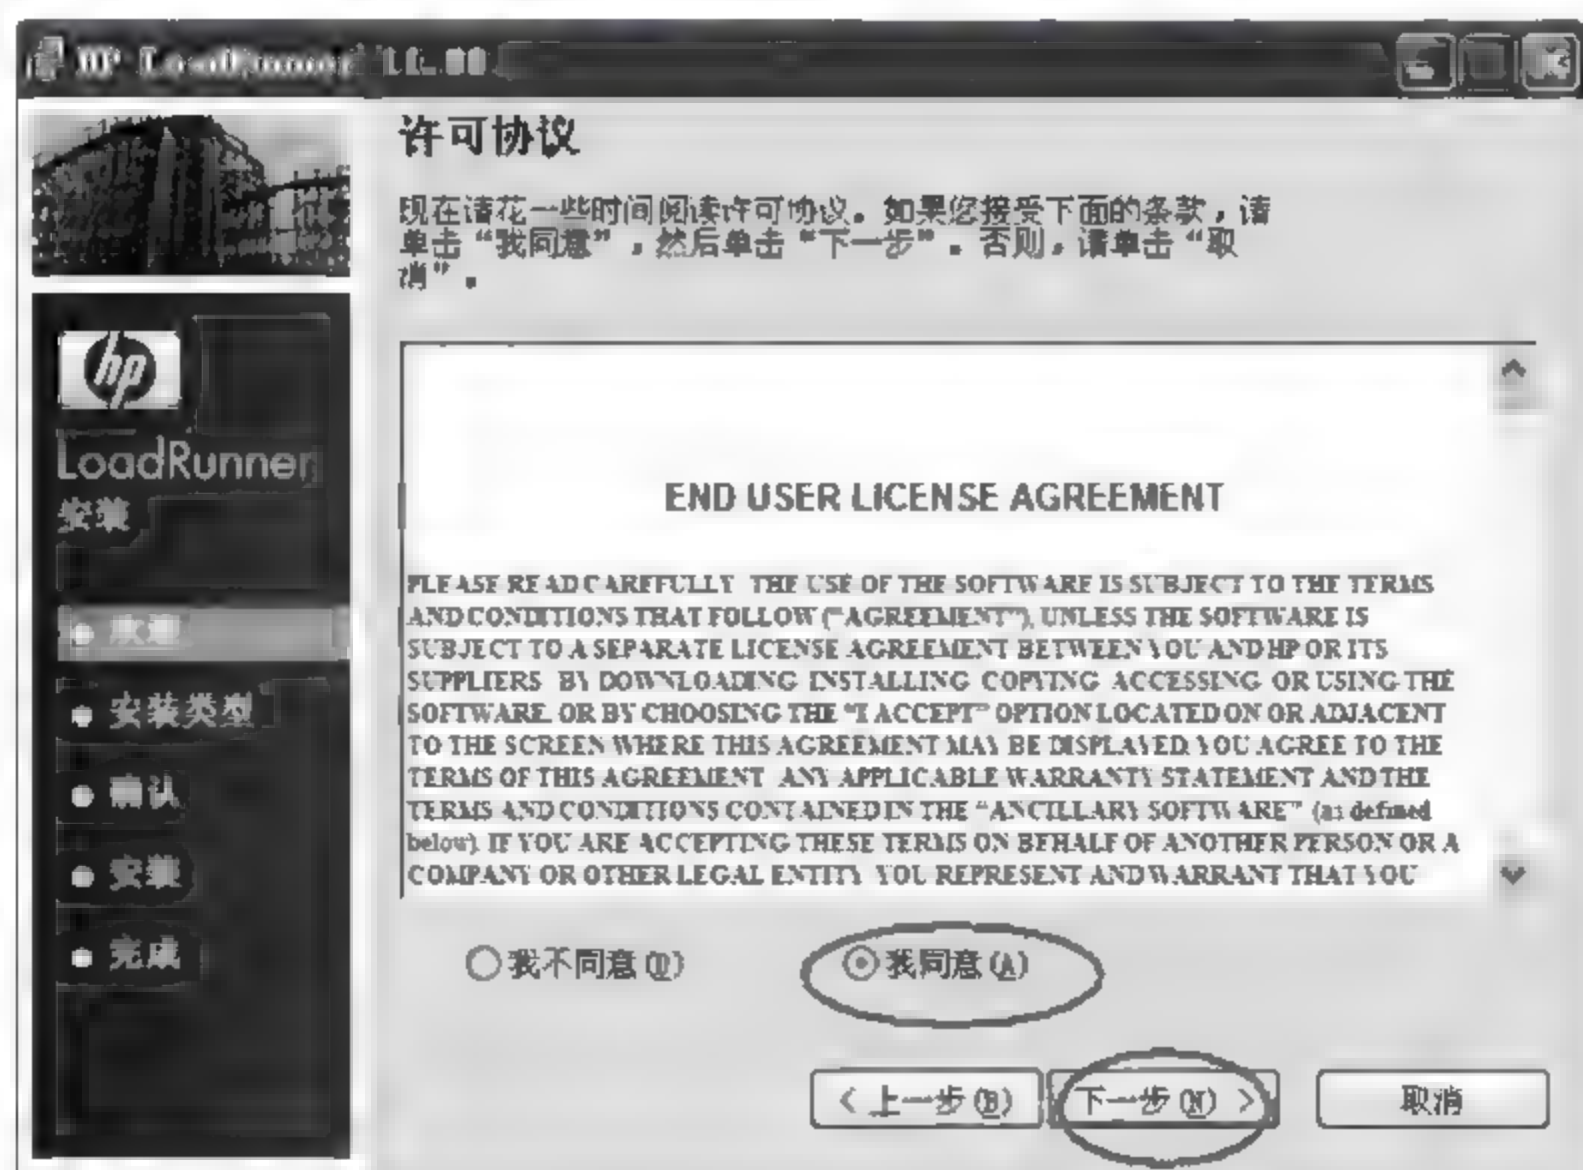 HP LoadRunner 11.00
许可协议
现在请花一些时间阅读许可协议。如果您接受下面的条款，请
单击“我同意”，然后单击“下一步”。否则，请单击“取
消”。
hp
LoadRunner
安装
欢迎
安装类型
确认
安装
完成
END USER LICENSE AGREEMENT
PLEASE READ CAREFULLY THE USE OF THE SOFTWARE IS SUBJECT TO THE TERMS
AND CONDITIONS THAT FOLLOW ("AGREEMENT"), UNLESS THE SOFTWARE IS
SUBJECT TO A SEPARATE LICENSE AGREEMENT BETWEEN YOU AND HP OR ITS
SUPPLIERS BY DOWNLOADING INSTALLING COPYING ACCESSING OR USING THE
SOFTWARE OR BY CHOOSING THE "I ACCEPT" OPTION LOCATED ON OR ADJACENT
TO THE SCREEN WHERE THIS AGREEMENT MAY BE DISPLAYED YOU AGREE TO THE
TERMS OF THIS AGREEMENT ANY APPLICABLE WARRANTY STATEMENT AND THE
TERMS AND CONDITIONS CONTAINED IN THE "ANCILLARY SOFTWARE" (as defined
below). IF YOU ARE ACCEPTING THESE TERMS ON BEHALF OF ANOTHER PERSON OR A
COMPANY OR OTHER LEGAL ENTITY YOU REPRESENT AND WARRANT THAT YOU
我不同意(D) 我同意(A)
< 上一步(B) 下一步(N) > 取消